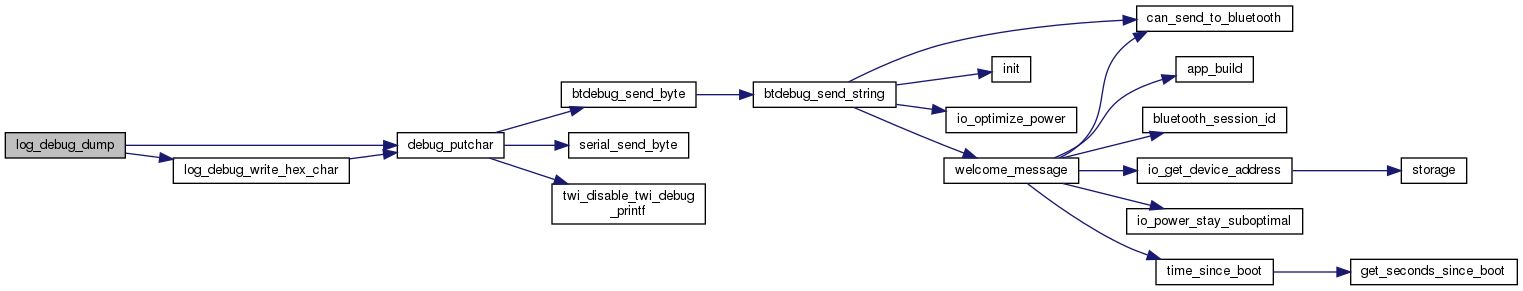 log_debug_dump
log_debug_write_hex_char
debug_putchar
btdebug_send_byte
serial_send_byte
twi_disable_twi_debug
_printf
btdebug_send_string
can_send_to_bluetooth
init
io_optimize_power
welcome_message
app_build
bluetooth_session_id
io_get_device_address
storage
io_power_stay_suboptimal
time_since_boot
get_seconds_since_boot